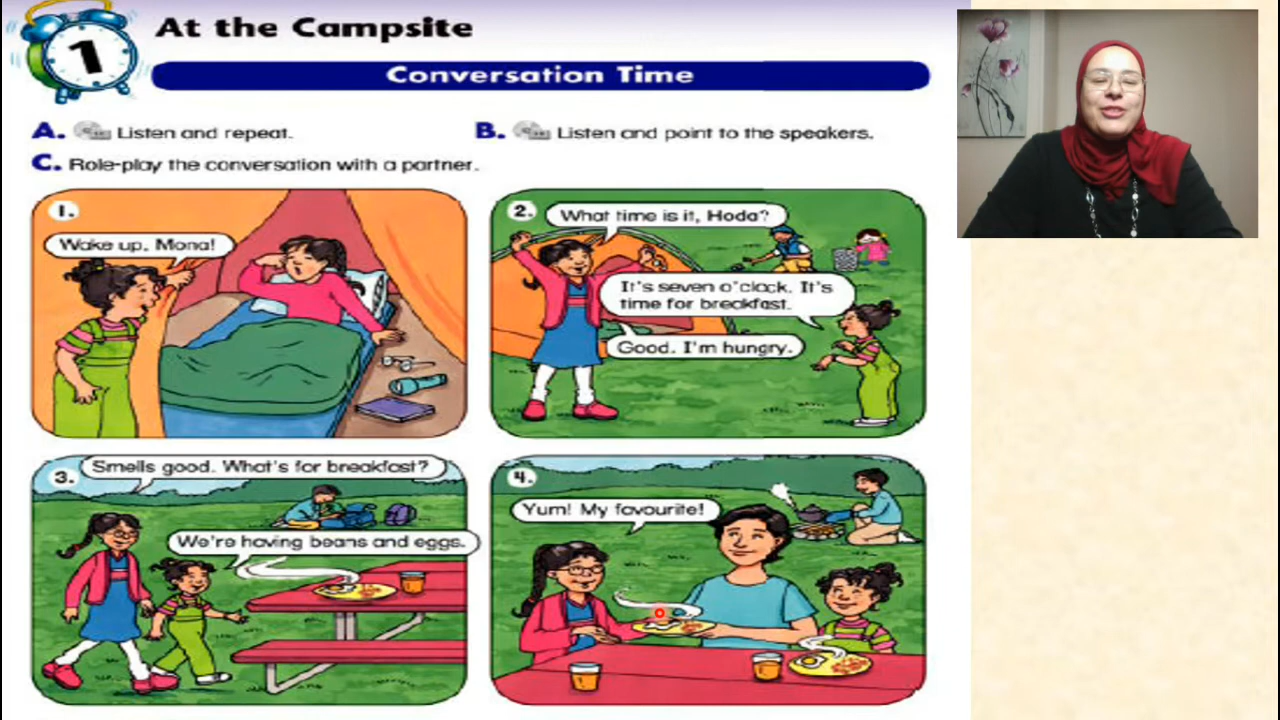 1
At the Campsite
Conversation Time
A. Listen and repeat.
B. Listen and point to the speakers.
C. Role-play the conversation with a partner.
1.
Wake up, Mona!
2.
What time is it, Hoda?
It's seven o'clock. It's
time for breakfast.
Good. I'm hungry.
3.
Smells good. What's for breakfast?
We're having beans and eggs.
4.
Yum! My favourite!